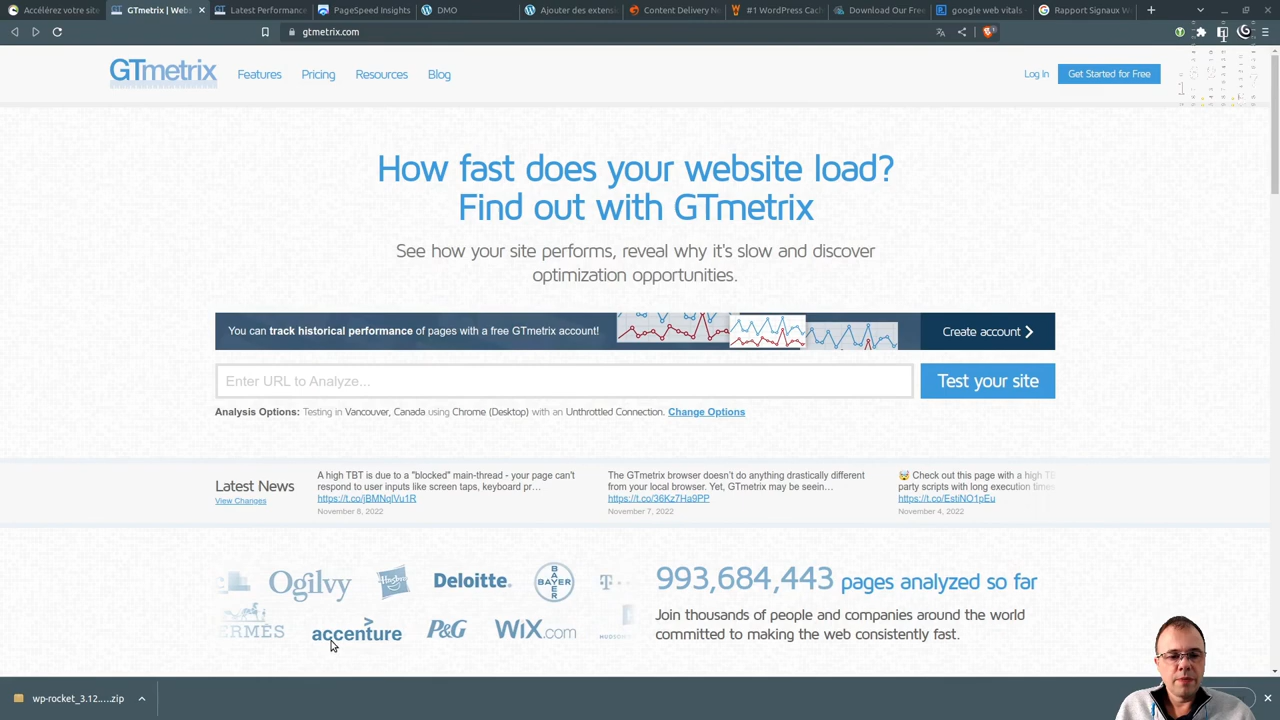 Accélérez votre site
GTmetrix | Webs
Latest Performance
PageSpeed Insights
DMO
Ajouter des extensi
Content Delivery Ne
#1 WordPress Cach
Download Our Free
google web vitals -
Rapport Signaux W
gtmetrix.com
GTmetrix
Features
Pricing
Resources
Blog
Log In
Get Started for Free
How fast does your website load?
Find out with GTmetrix
See how your site performs, reveal why it's slow and discover
optimization opportunities.
You can track historical performance of pages with a free GTmetrix account!
Create account
Enter URL to Analyze...
Test your site
Analysis Options: Testing in Vancouver, Canada using Chrome (Desktop) with an Unthrottled Connection. Change Options
Latest News
View Changes
A high TBT is due to a "blocked" main-thread - your page can't
respond to user inputs like screen taps, keyboard pr…
https://t.co/jBMNqlVu1R
November 8, 2022
The GTmetrix browser doesn't do anything drastically different
from your local browser. Yet, GTmetrix may be seein…
https://t.co/36Kz7Ha9PP
November 7, 2022
🤯 Check out this page with a high TB
party scripts with long execution times
https://t.co/EstiNO1pEu
November 4, 2022
Ogilvy
Hasbro
Deloitte.
BAYER
T
ERMÈS
accenture
P&G
WiX.com
HUDSON
993,684,443 pages analyzed so far
Join thousands of people and companies around the world
committed to making the web consistently fast.
wp-rocket_3.12....zip